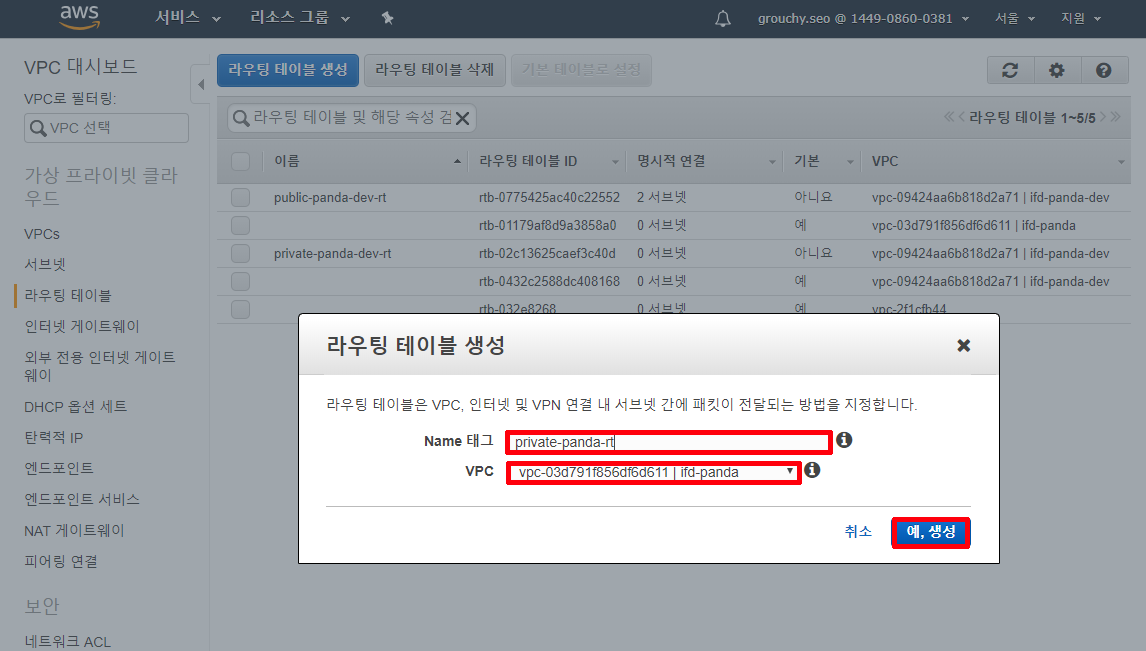 aws 서비스 리소스 그룹 grouchy.seo @ 1449-0860-0381 서울 지원
VPC 대시보드
VPC로 필터링:
VPC 선택
가상 프라이빗 클라
우드
VPCs
서브넷
라우팅 테이블
인터넷 게이트웨이
외부 전용 인터넷 게이트
웨이
DHCP 옵션 세트
탄력적 IP
엔드포인트
엔드포인트 서비스
NAT 게이트웨이
피어링 연결
보안
네트워크 ACL
라우팅 테이블 생성 라우팅 테이블 삭제 기본 테이블로 설정
라우팅 테이블 및 해당 속성 검 라우팅 테이블 1~5/5
이름 라우팅 테이블 ID 명시적 연결 기본 VPC
public-panda-dev-rt rtb-0775425ac40c22552 2 서브넷 아니요 vpc-09424aa6b818d2a71 | ifd-panda-dev
rtb-01179af8d9a3858a0 0 서브넷 예 vpc-03d791f856df6d611 | ifd-panda
private-panda-dev-rt rtb-02c13625caef3c40d 0 서브넷 아니요 vpc-09424aa6b818d2a71 | ifd-panda-dev
rtb-0432c2588dc408168 0 서브넷 예 vpc-09424aa6b818d2a71 | ifd-panda-dev
rtb-032e8268 0 서브넷 예 vpc-2f1cfb44
라우팅 테이블 생성
라우팅 테이블은 VPC, 인터넷 및 VPN 연결 내 서브넷 간에 패킷이 전달되는 방법을 지정합니다.
Name 태그 private-panda-rt
VPC vpc-03d791f856df6d611 | ifd-panda
취소 예, 생성